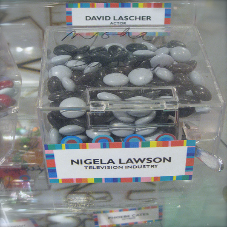 DAVID LASCHER
ACTOR
NIGELA LAWSON
TELEVISION INDUSTRY